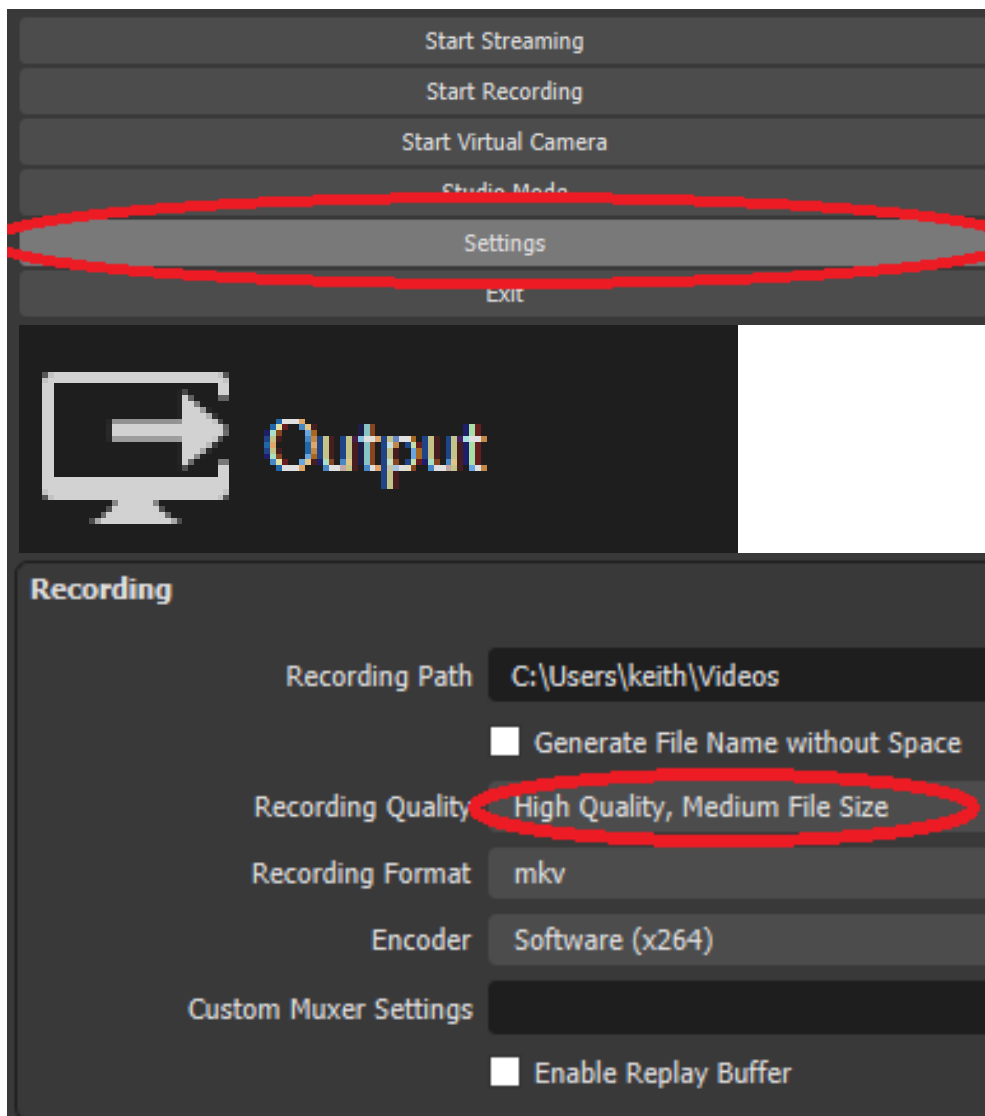 Start Streaming
Start Recording
Start Virtual Camera
Studio Mode
Settings
Exit
Output
Recording
Recording Path C:\Users\keith\Videos
Generate File Name without Space
Recording Quality High Quality, Medium File Size
Recording Format mkv
Encoder Software (x264)
Custom Muxer Settings
Enable Replay Buffer